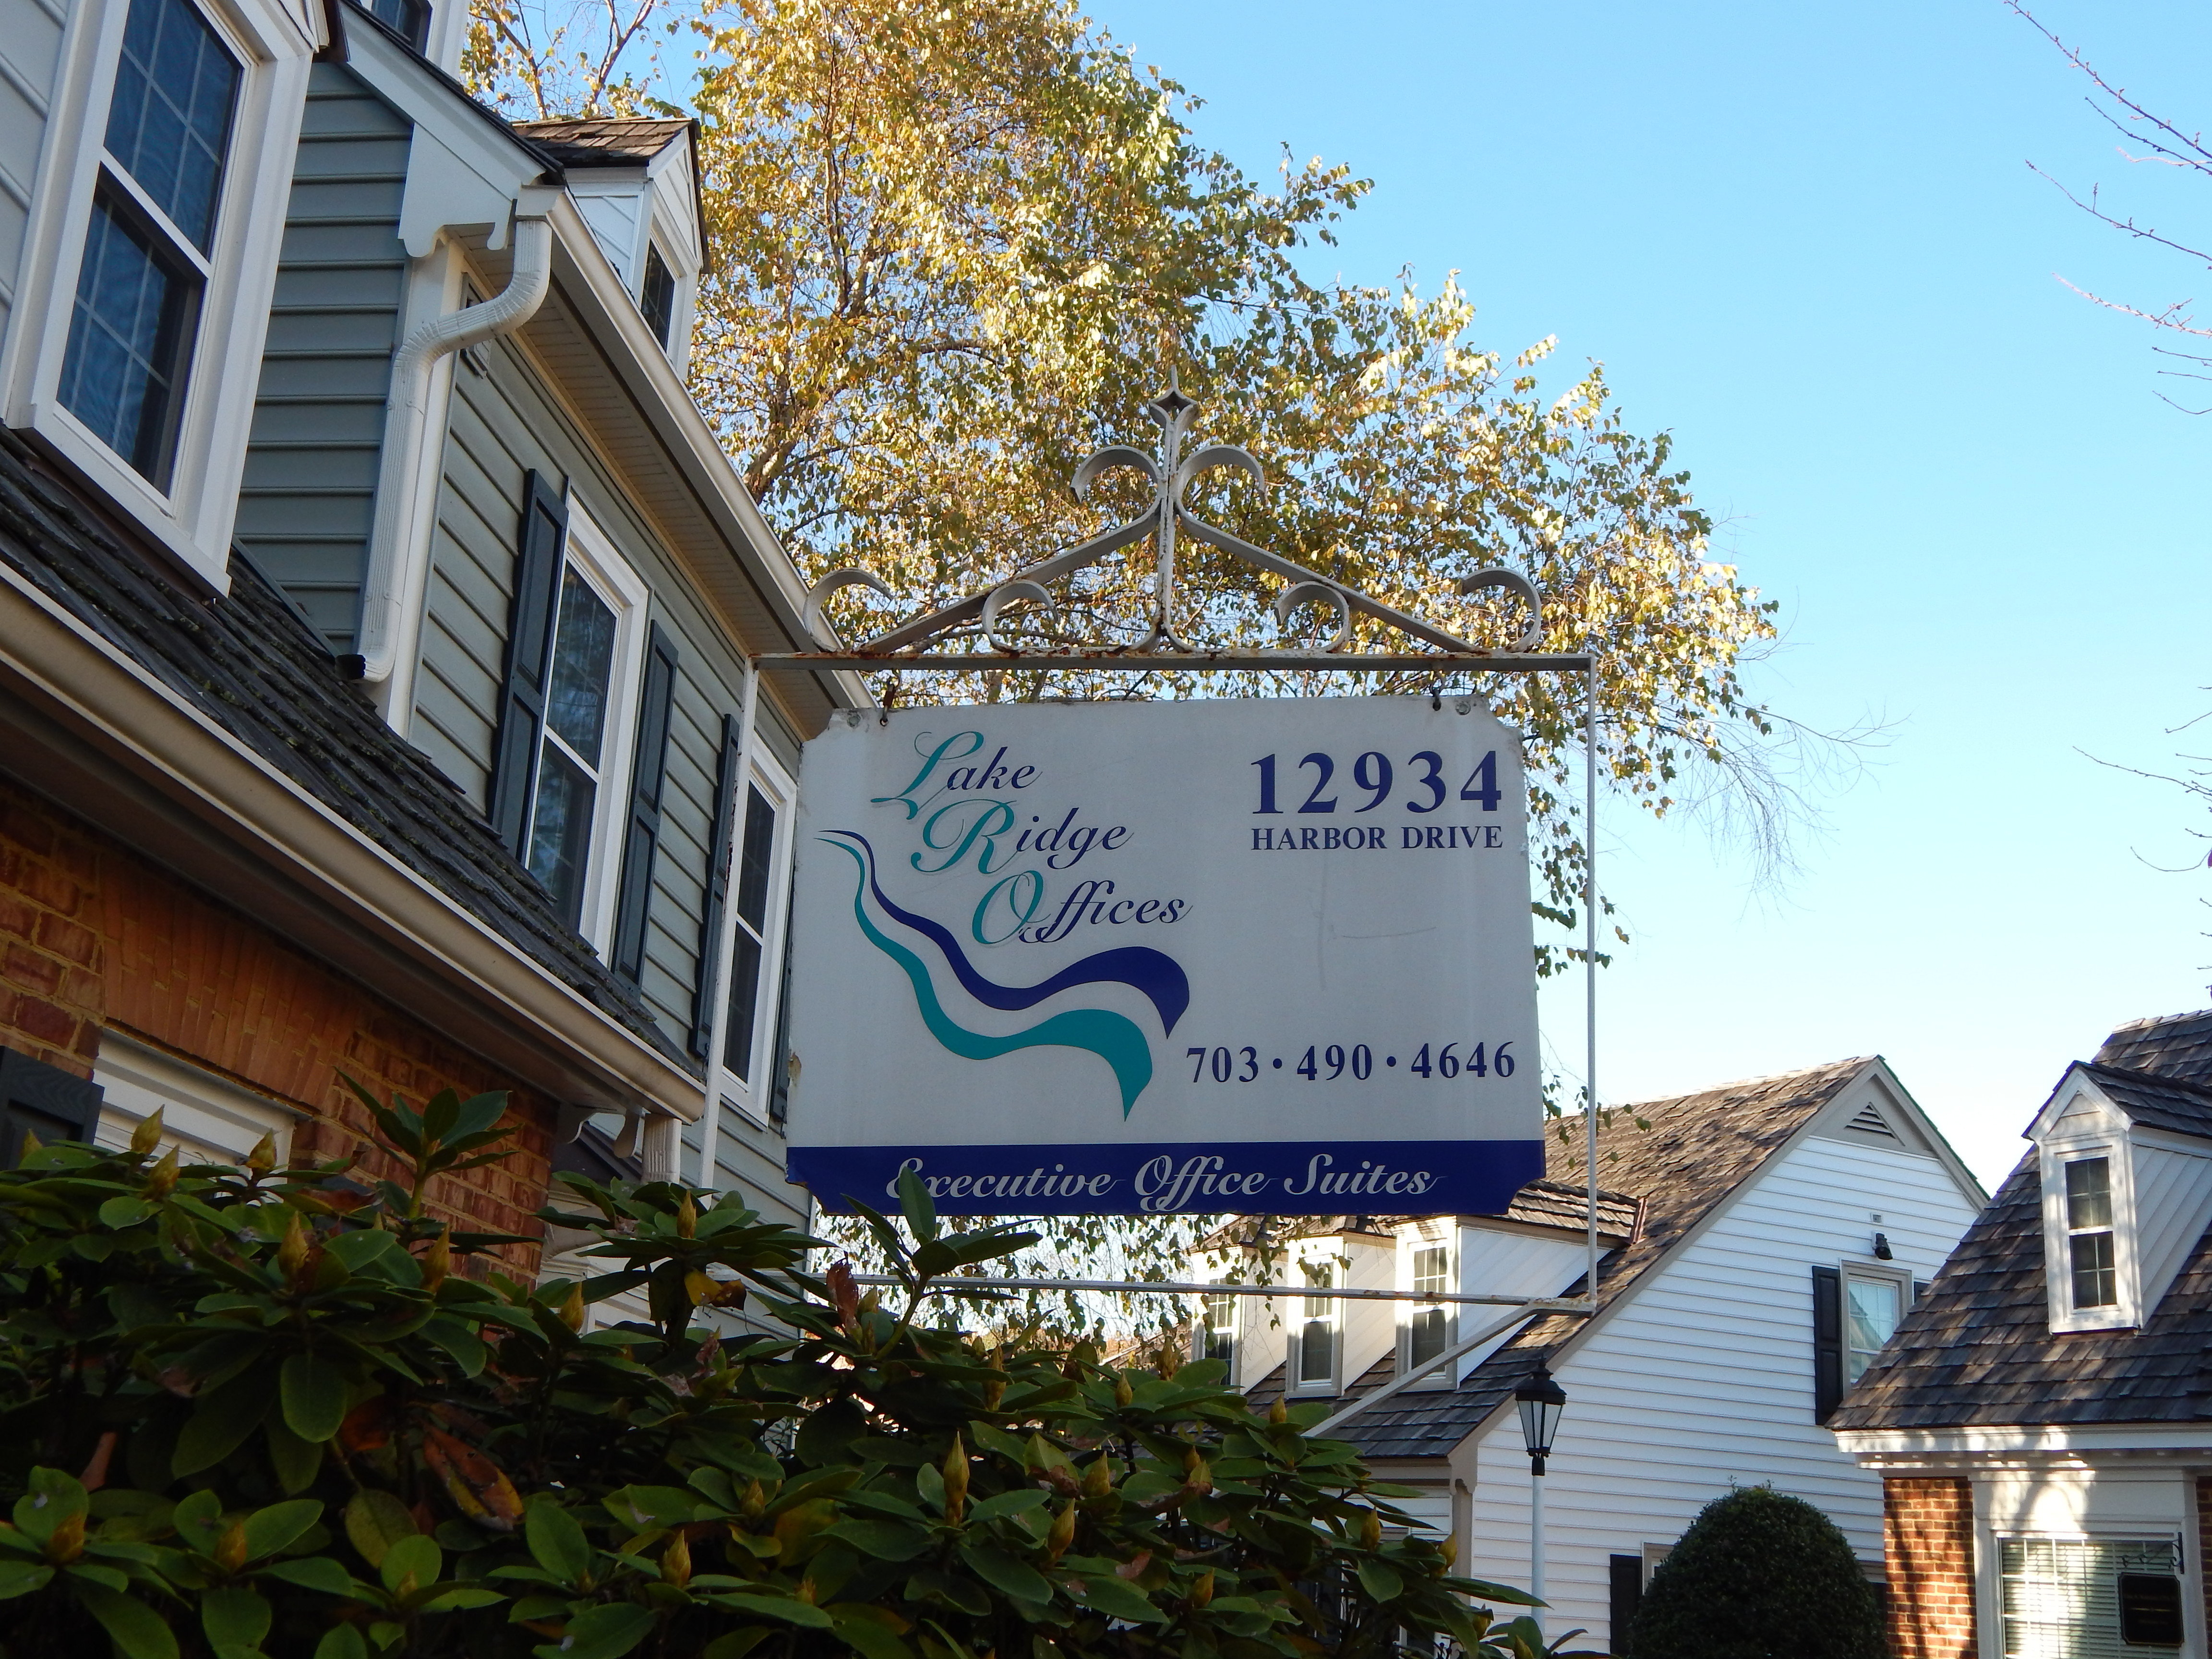 Lake
Ridge
Offices
12934
HARBOR DRIVE
703•490•4646
Executive Office Suites